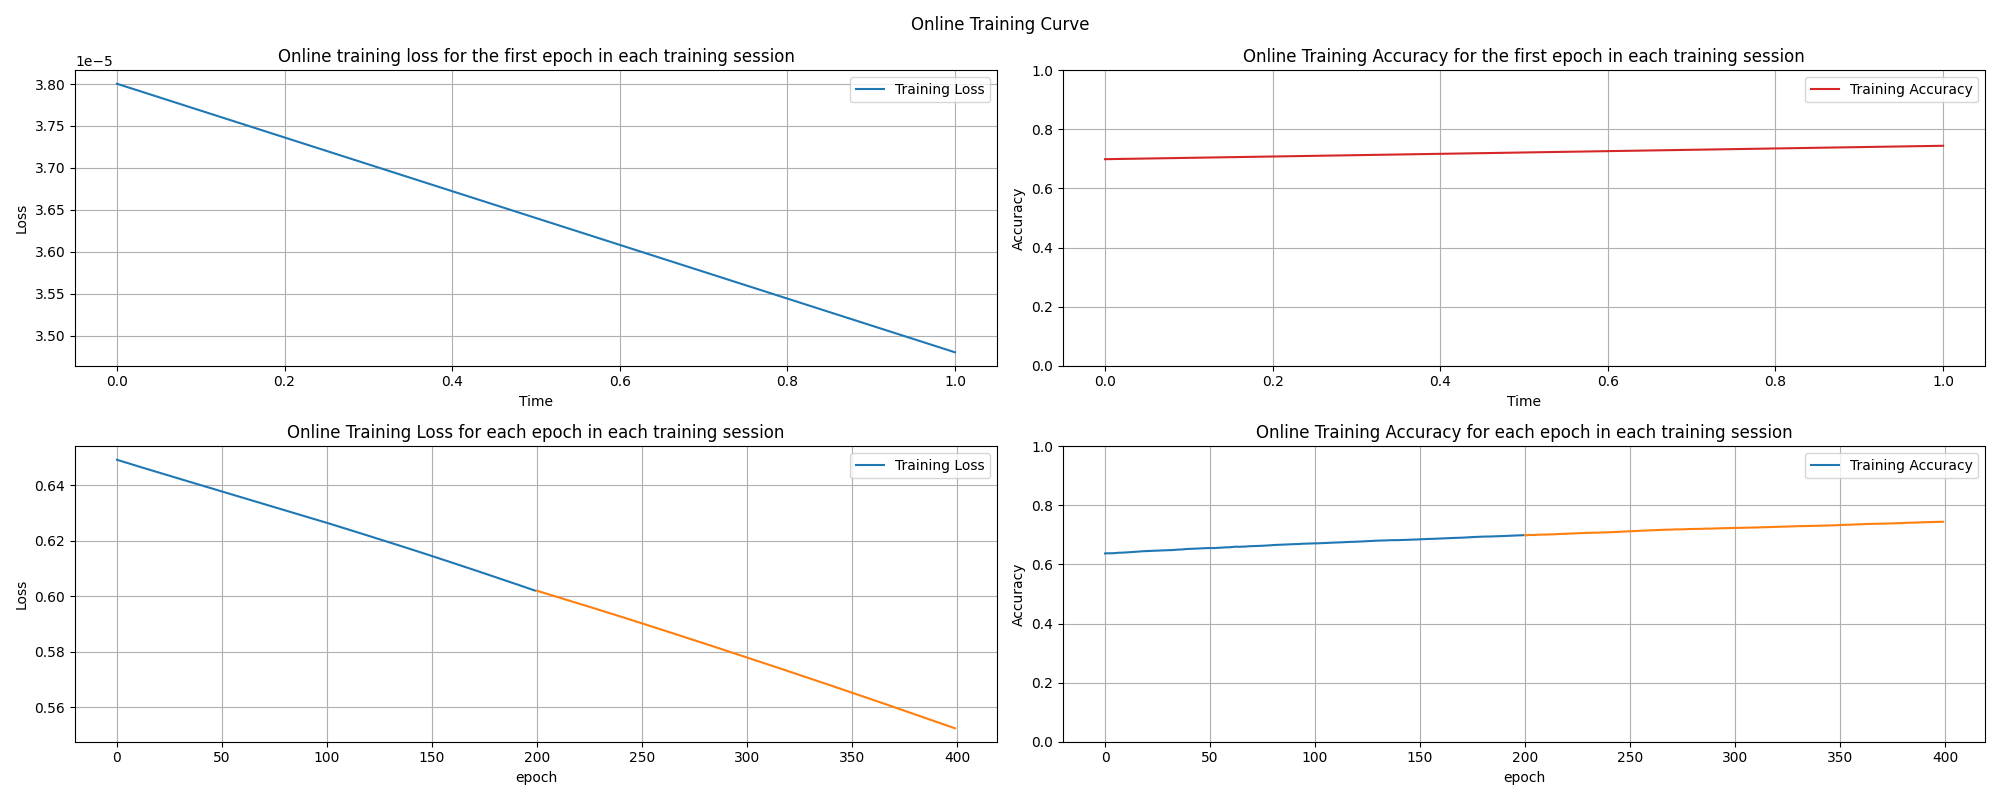 Online Training Curve
Online training loss for the first epoch in each training session
1e−5
3.80
3.75
3.70
3.65
3.60
3.55
3.50
Loss
Training Loss
0.0 0.2 0.4 0.6 0.8 1.0
Time
Online Training Accuracy for the first epoch in each training session
1.0
0.8
0.6
0.4
0.2
0.0
Accuracy
Training Accuracy
0.0 0.2 0.4 0.6 0.8 1.0
Time
Online Training Loss for each epoch in each training session
0.64
0.62
0.60
0.58
0.56
Loss
Training Loss
0 50 100 150 200 250 300 350 400
epoch
Online Training Accuracy for each epoch in each training session
1.0
0.8
0.6
0.4
0.2
0.0
Accuracy
Training Accuracy
0 50 100 150 200 250 300 350 400
epoch